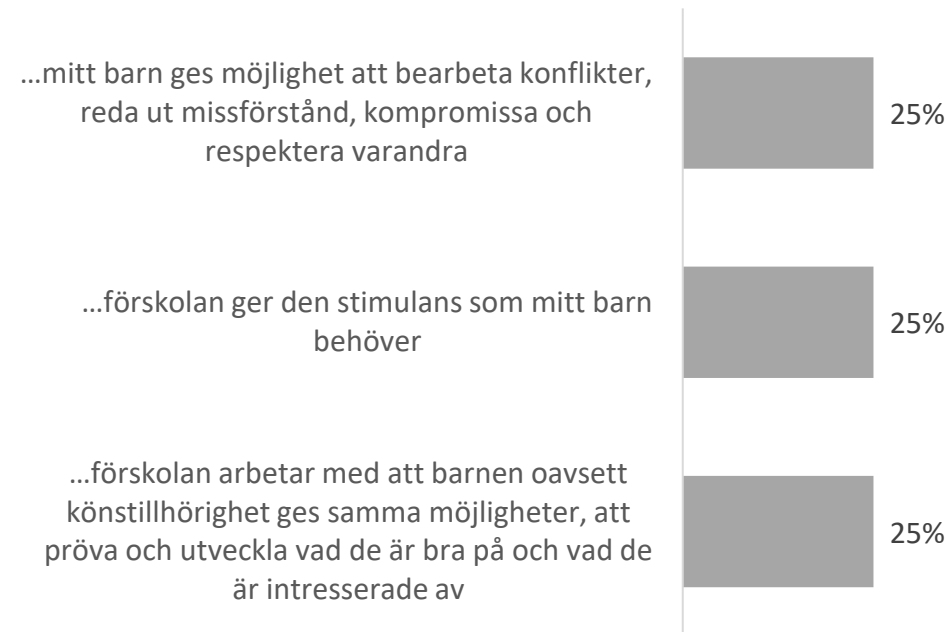 …mitt barn ges möjlighet att bearbeta konflikter,
reda ut missförstånd, kompromissa och
respektera varandra
25%
…förskolan ger den stimulans som mitt barn
behöver
25%
…förskolan arbetar med att barnen oavsett
könstillhörighet ges samma möjligheter, att
pröva och utveckla vad de är bra på och vad de
är intresserade av
25%